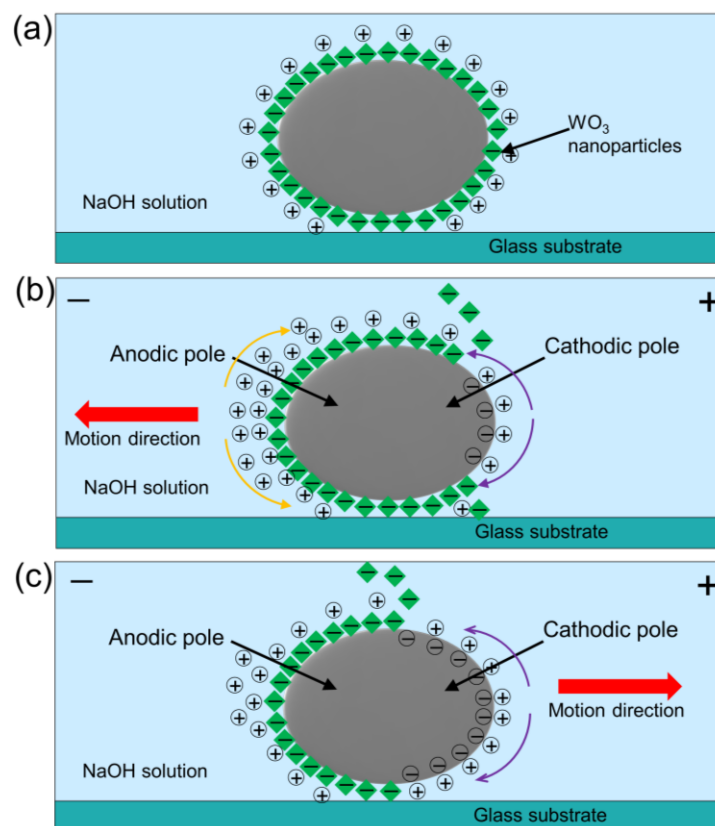 (a)
WO₃
nanoparticles
NaOH solution
Glass substrate
(b)
− +
Anodic pole Cathodic pole
Motion direction
NaOH solution
Glass substrate
(c)
− +
Anodic pole Cathodic pole
Motion direction
NaOH solution
Glass substrate